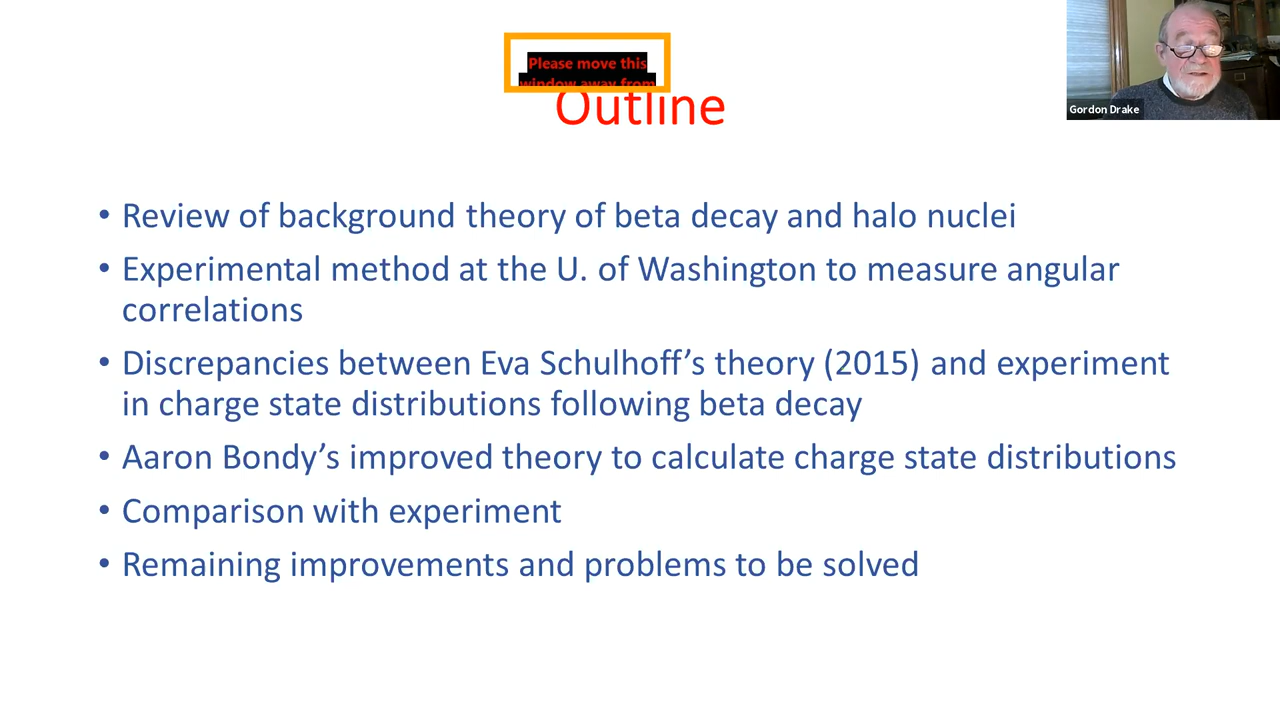 Please move this
window away from
Outline
Gordon Drake
• Review of background theory of beta decay and halo nuclei
• Experimental method at the U. of Washington to measure angular
correlations
• Discrepancies between Eva Schulhoff’s theory (2015) and experiment
in charge state distributions following beta decay
• Aaron Bondy’s improved theory to calculate charge state distributions
• Comparison with experiment
• Remaining improvements and problems to be solved